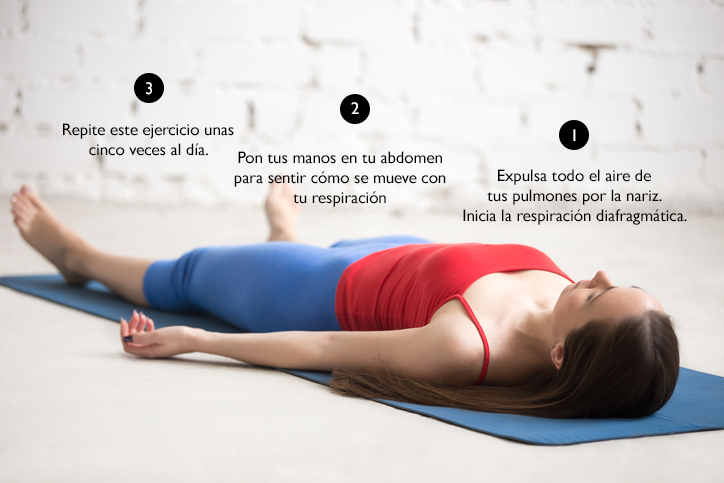 1
Expulsa todo el aire de
tus pulmones por la nariz.
Inicia la respiración diafragmática.
2
Pon tus manos en tu abdomen
para sentir cómo se mueve con
tu respiración
3
Repite este ejercicio unas
cinco veces al día.